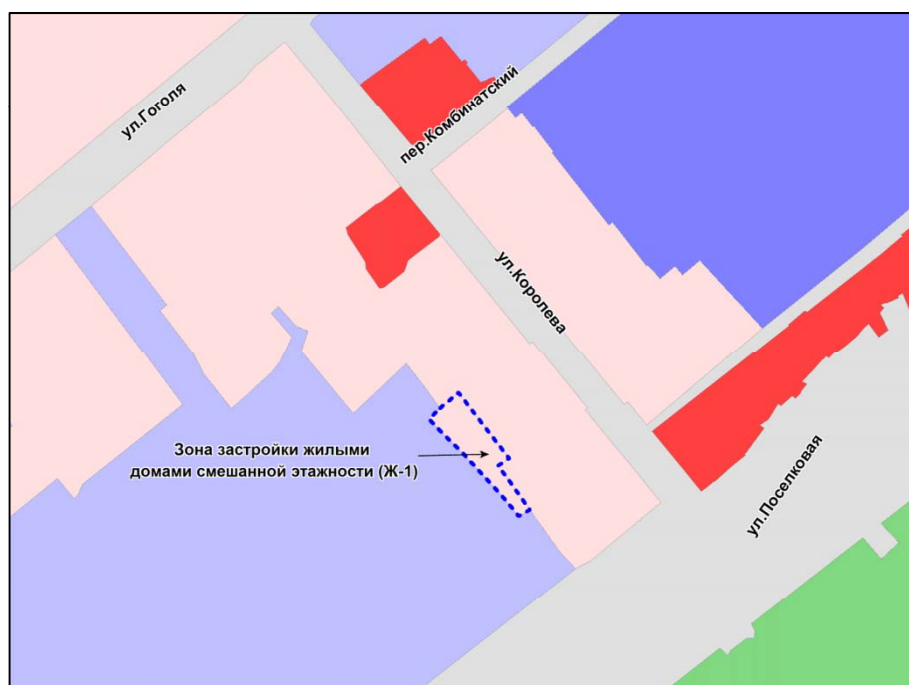 ул.Гоголя
пер.Комбинатский
ул.Королева
Зона застройки жилыми
домами смешанной этажности (Ж-1)
ул.Поселковая